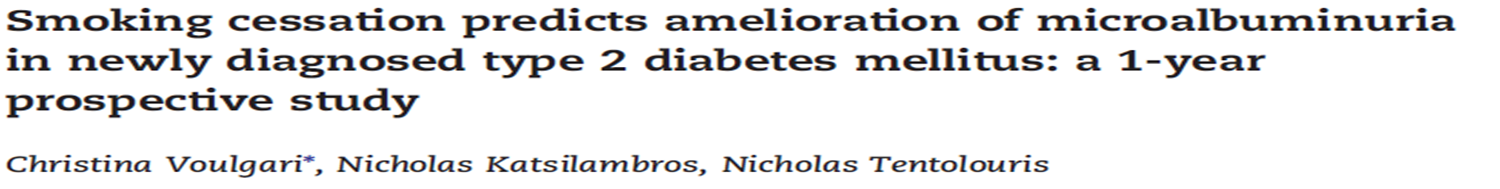 Smoking cessation predicts amelioration of microalbuminuria
in newly diagnosed type 2 diabetes mellitus: a 1-year
prospective study
Christina Voulgari*, Nicholas Katsilambros, Nicholas Tentolouris